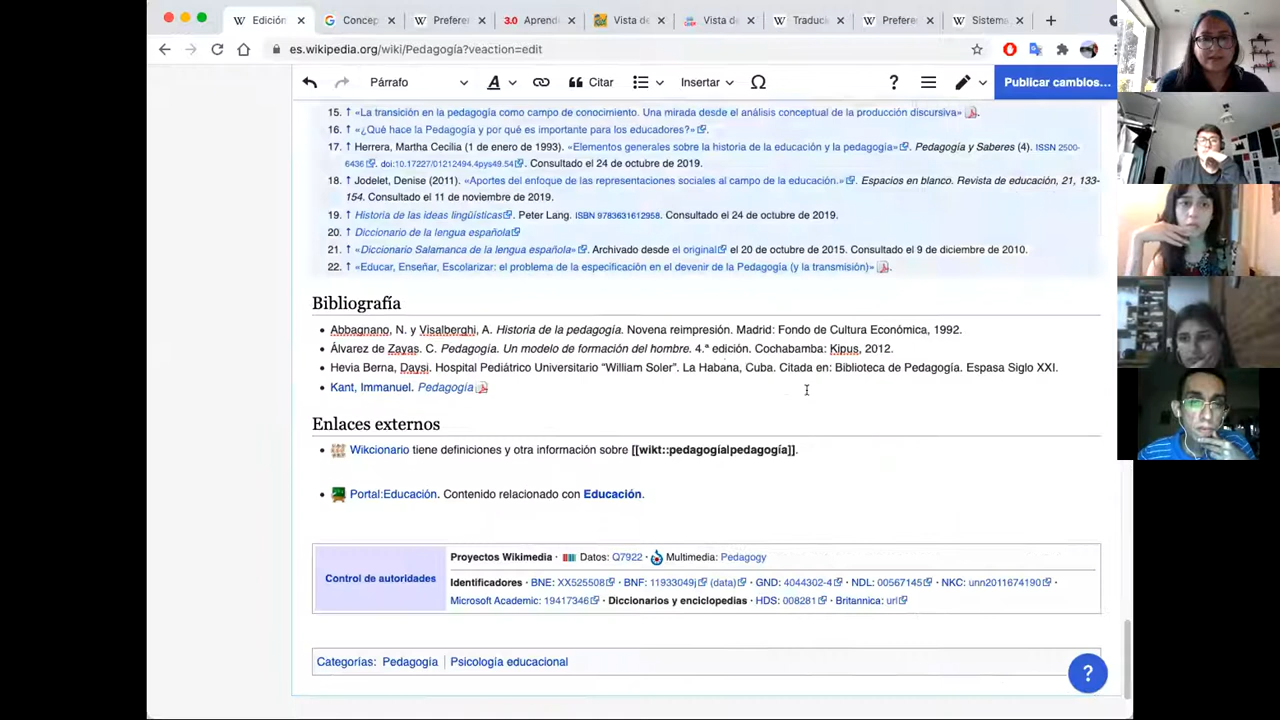 Edición
Concep
Preferer
3.0 Aprend
Vista de
Vista de
Traducci
Preferer
Sistema
es.wikipedia.org/wiki/Pedagogía?veaction=edit
Párrafo
A
Citar
Insertar
Ω
?
Publicar cambios...
15. ↑ «La transición en la pedagogía como campo de conocimiento. Una mirada desde el análisis conceptual de la producción discursiva».
16. ↑ «¿Qué hace la Pedagogía y por qué es importante para los educadores?».
17. ↑ Herrera, Martha Cecilia (1 de enero de 1993). «Elementos generales sobre la historia de la educación y la pedagogía». Pedagogía y Saberes (4). ISSN 2500-
6436. doi:10.17227/01212494.4pys49.54. Consultado el 24 de octubre de 2019.
18. ↑ Jodelet, Denise (2011). «Aportes del enfoque de las representaciones sociales al campo de la educación.». Espacios en blanco. Revista de educación, 21, 133-
154. Consultado el 11 de noviembre de 2019.
19. ↑ Historia de las ideas lingüísticas. Peter Lang. ISBN 9783631612958. Consultado el 24 de octubre de 2019.
20. ↑ Diccionario de la lengua española
21. ↑ «Diccionario Salamanca de la lengua española». Archivado desde el original el 20 de octubre de 2015. Consultado el 9 de diciembre de 2010.
22. ↑ «Educar, Enseñar, Escolarizar: el problema de la especificación en el devenir de la Pedagogía (y la transmisión)».
Bibliografía
• Abbagnano, N. y Visalberghi, A. Historia de la pedagogía. Novena reimpresión. Madrid: Fondo de Cultura Económica, 1992.
• Álvarez de Zayas. C. Pedagogía. Un modelo de formación del hombre. 4.ª edición. Cochabamba: Kipus, 2012.
• Hevia Berna, Daysi. Hospital Pediátrico Universitario "William Soler". La Habana, Cuba. Citada en: Biblioteca de Pedagogía. Espasa Siglo XXI.
• Kant, Immanuel. Pedagogía
Enlaces externos
• Wikcionario tiene definiciones y otra información sobre [[wikt::pedagogía|pedagogía]].
• Portal:Educación. Contenido relacionado con Educación.
Control de autoridades
Proyectos Wikimedia · Datos: Q7922 · Multimedia: Pedagogy
Identificadores · BNE: XX525508 · BNF: 11933049j (data) · GND: 4044302-4 · NDL: 00567145 · NKC: unn2011674190 ·
Microsoft Academic: 19417346 · Diccionarios y enciclopedias · HDS: 008281 · Britannica: url
Categorías: Pedagogía | Psicología educacional
?